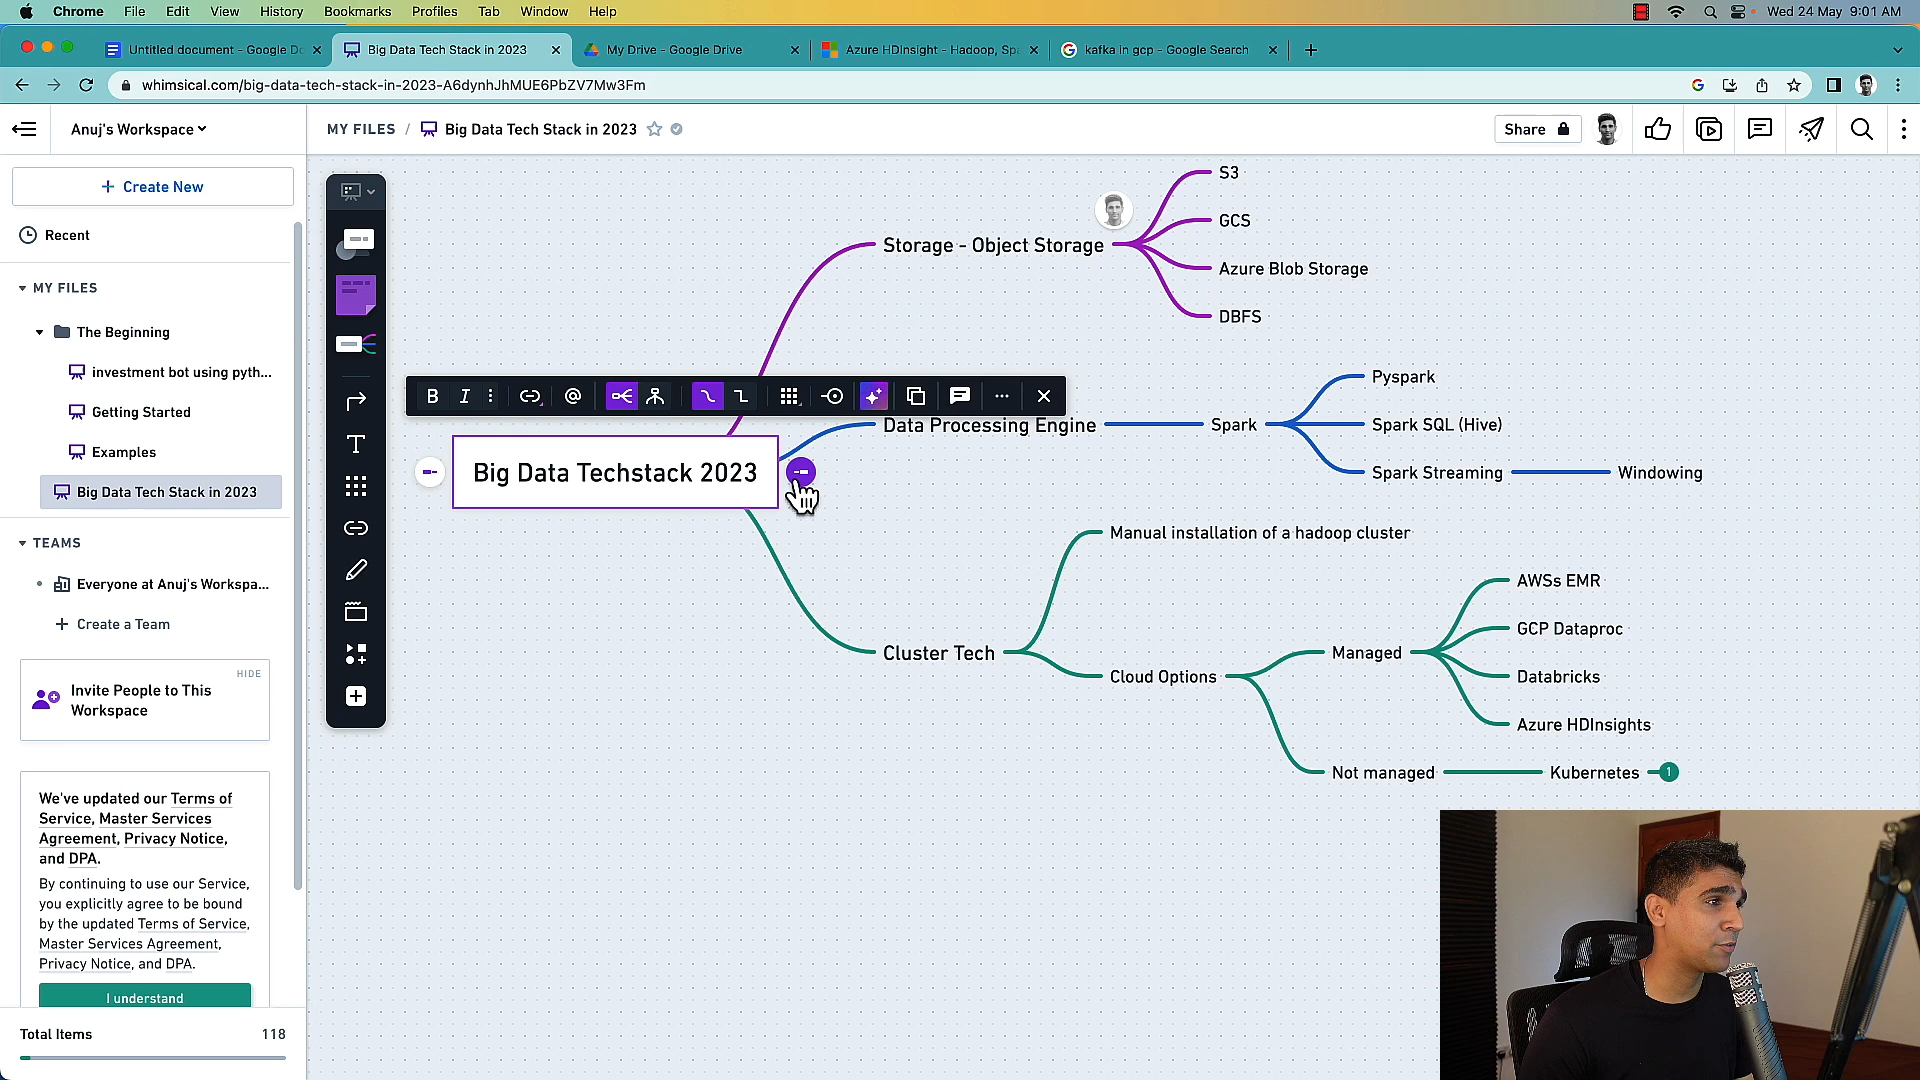 Chrome File Edit View History Bookmarks Profiles Tab Window Help Wed 24 May 9:01 AM
Untitled document - Google Do Big Data Tech Stack in 2023 My Drive - Google Drive Azure HDInsight - Hadoop, Spa kafka in gcp - Google Search
whimsical.com/big-data-tech-stack-in-2023-A6dynhJhMUE6PbZV7Mw3Fm
Anuj's Workspace
MY FILES / Big Data Tech Stack in 2023
Share
+ Create New
Recent
MY FILES
The Beginning
investment bot using pyth...
Getting Started
Examples
Big Data Tech Stack in 2023
TEAMS
Everyone at Anuj's Workspa...
+ Create a Team
HIDE
Invite People to This
Workspace
We've updated our Terms of
Service, Master Services
Agreement, Privacy Notice,
and DPA.
By continuing to use our Service,
you explicitly agree to be bound
by the updated Terms of Service,
Master Services Agreement,
Privacy Notice, and DPA.
I understand
Total Items 118
T
B I @
Big Data Techstack 2023
Storage - Object Storage
S3
GCS
Azure Blob Storage
DBFS
Data Processing Engine
Spark
Pyspark
Spark SQL (Hive)
Spark Streaming
Windowing
Cluster Tech
Manual installation of a hadoop cluster
Cloud Options
Managed
AWSs EMR
GCP Dataproc
Databricks
Azure HDInsights
Not managed
Kubernetes
1